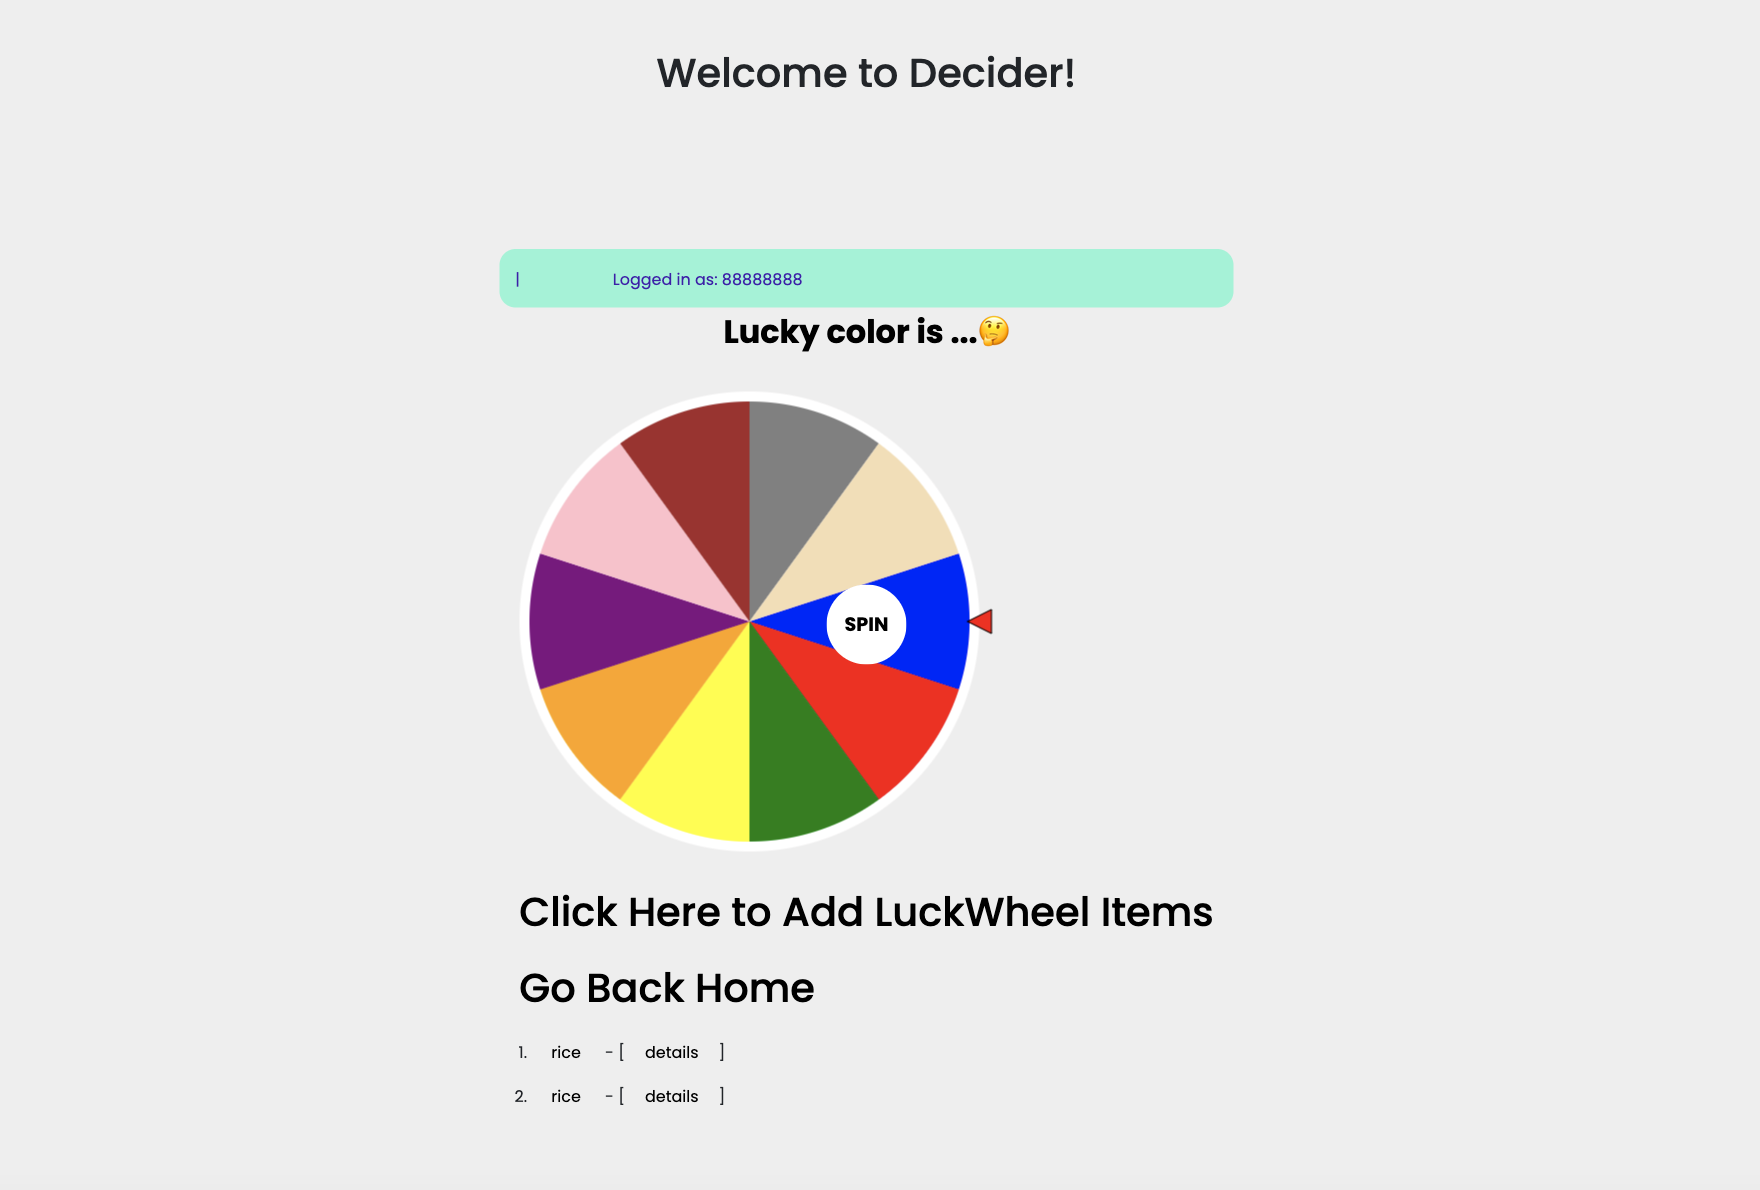 Welcome to Decider!
| Logged in as: 88888888
Lucky color is ...🤔
SPIN
Click Here to Add LuckWheel Items
Go Back Home
1. rice - [ details ]
2. rice - [ details ]